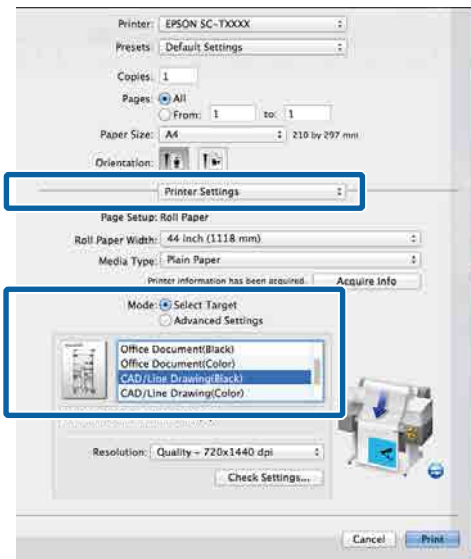 Printer: EPSON SC-TXXXX
Presets: Default Settings
Copies: 1
Pages: All
From: 1 to: 1
Paper Size: A4 210 by 297 mm
Orientation:
Printer Settings
Page Setup: Roll Paper
Roll Paper Width: 44 inch (1118 mm)
Media Type: Plain Paper
Printer information has been acquired. Acquire Info
Mode: Select Target
Advanced Settings
Office Document(Black)
Office Document(Color)
CAD/Line Drawing(Black)
CAD/Line Drawing(Color)
Resolution: Quality - 720x1440 dpi
Check Settings...
Cancel Print